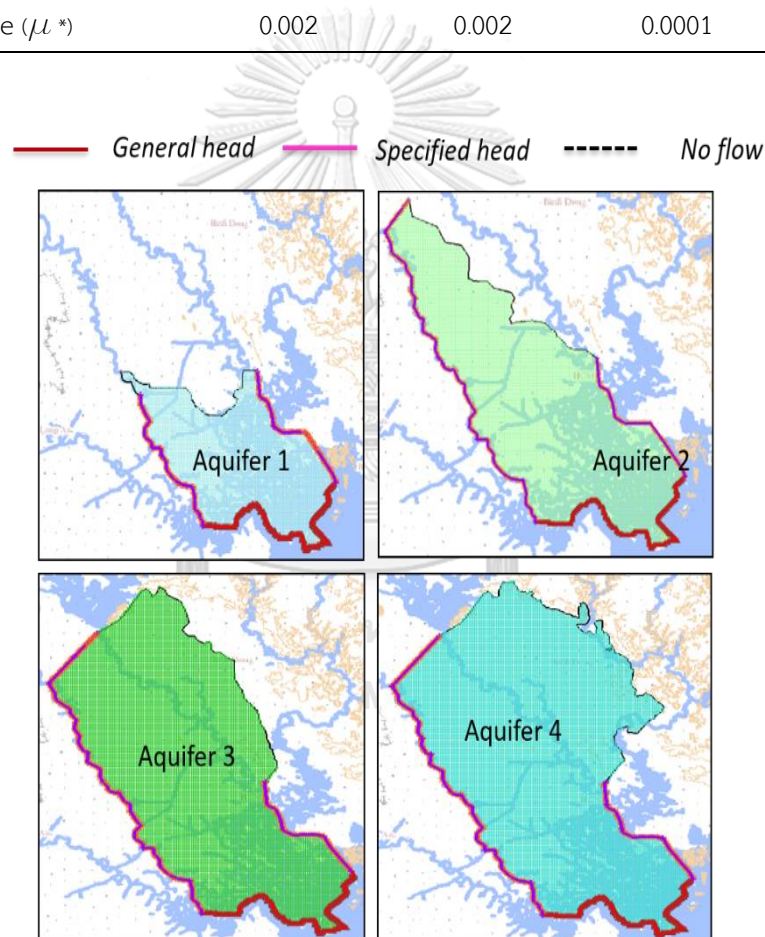 e (μ *) 0.002 0.002 0.0001
General head Specified head No flow
Aquifer 1
Aquifer 2
Aquifer 3
Aquifer 4